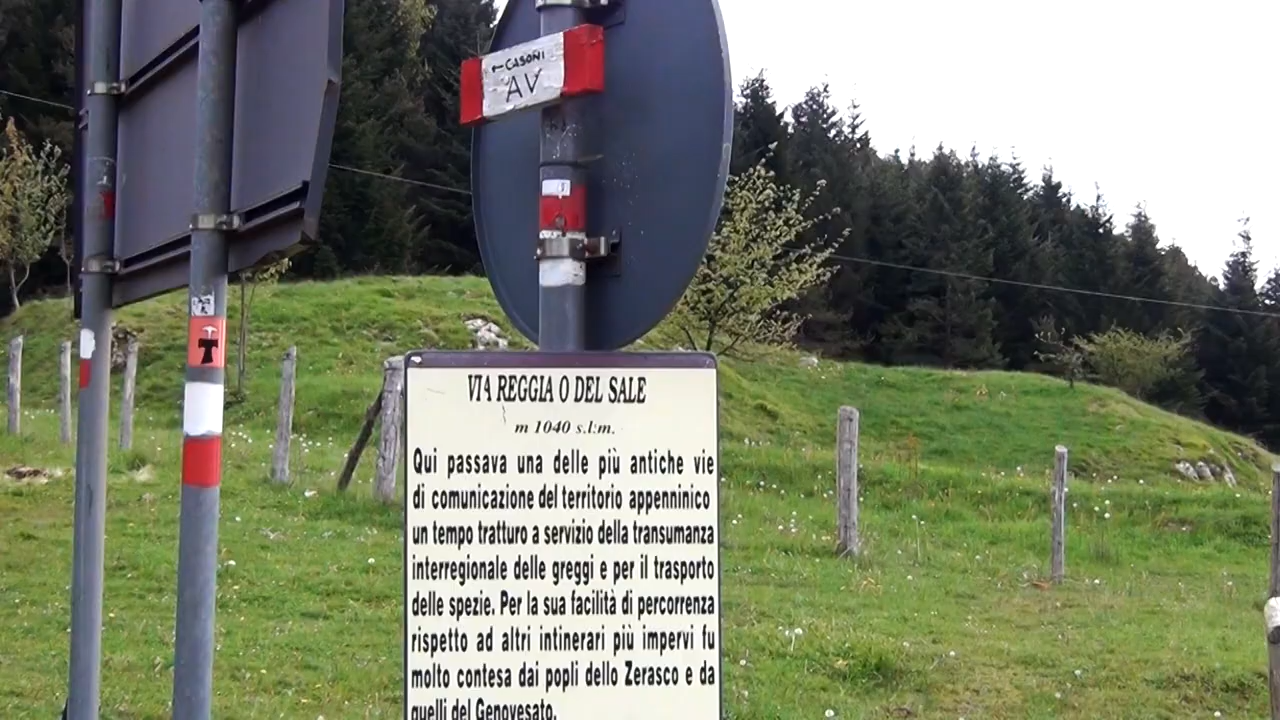 ←CASONI
AV
VIA REGGIA O DEL SALE
m 1040 s.l.m.
Qui passava una delle più antiche vie
di comunicazione del territorio appenninico
un tempo tratturo a servizio della transumanza
interregionale delle greggi e per il trasporto
delle spezie. Per la sua facilità di percorrenza
rispetto ad altri intinerari più impervi fu
molto contesa dai popli dello Zerasco e da
quelli del Genovesato.